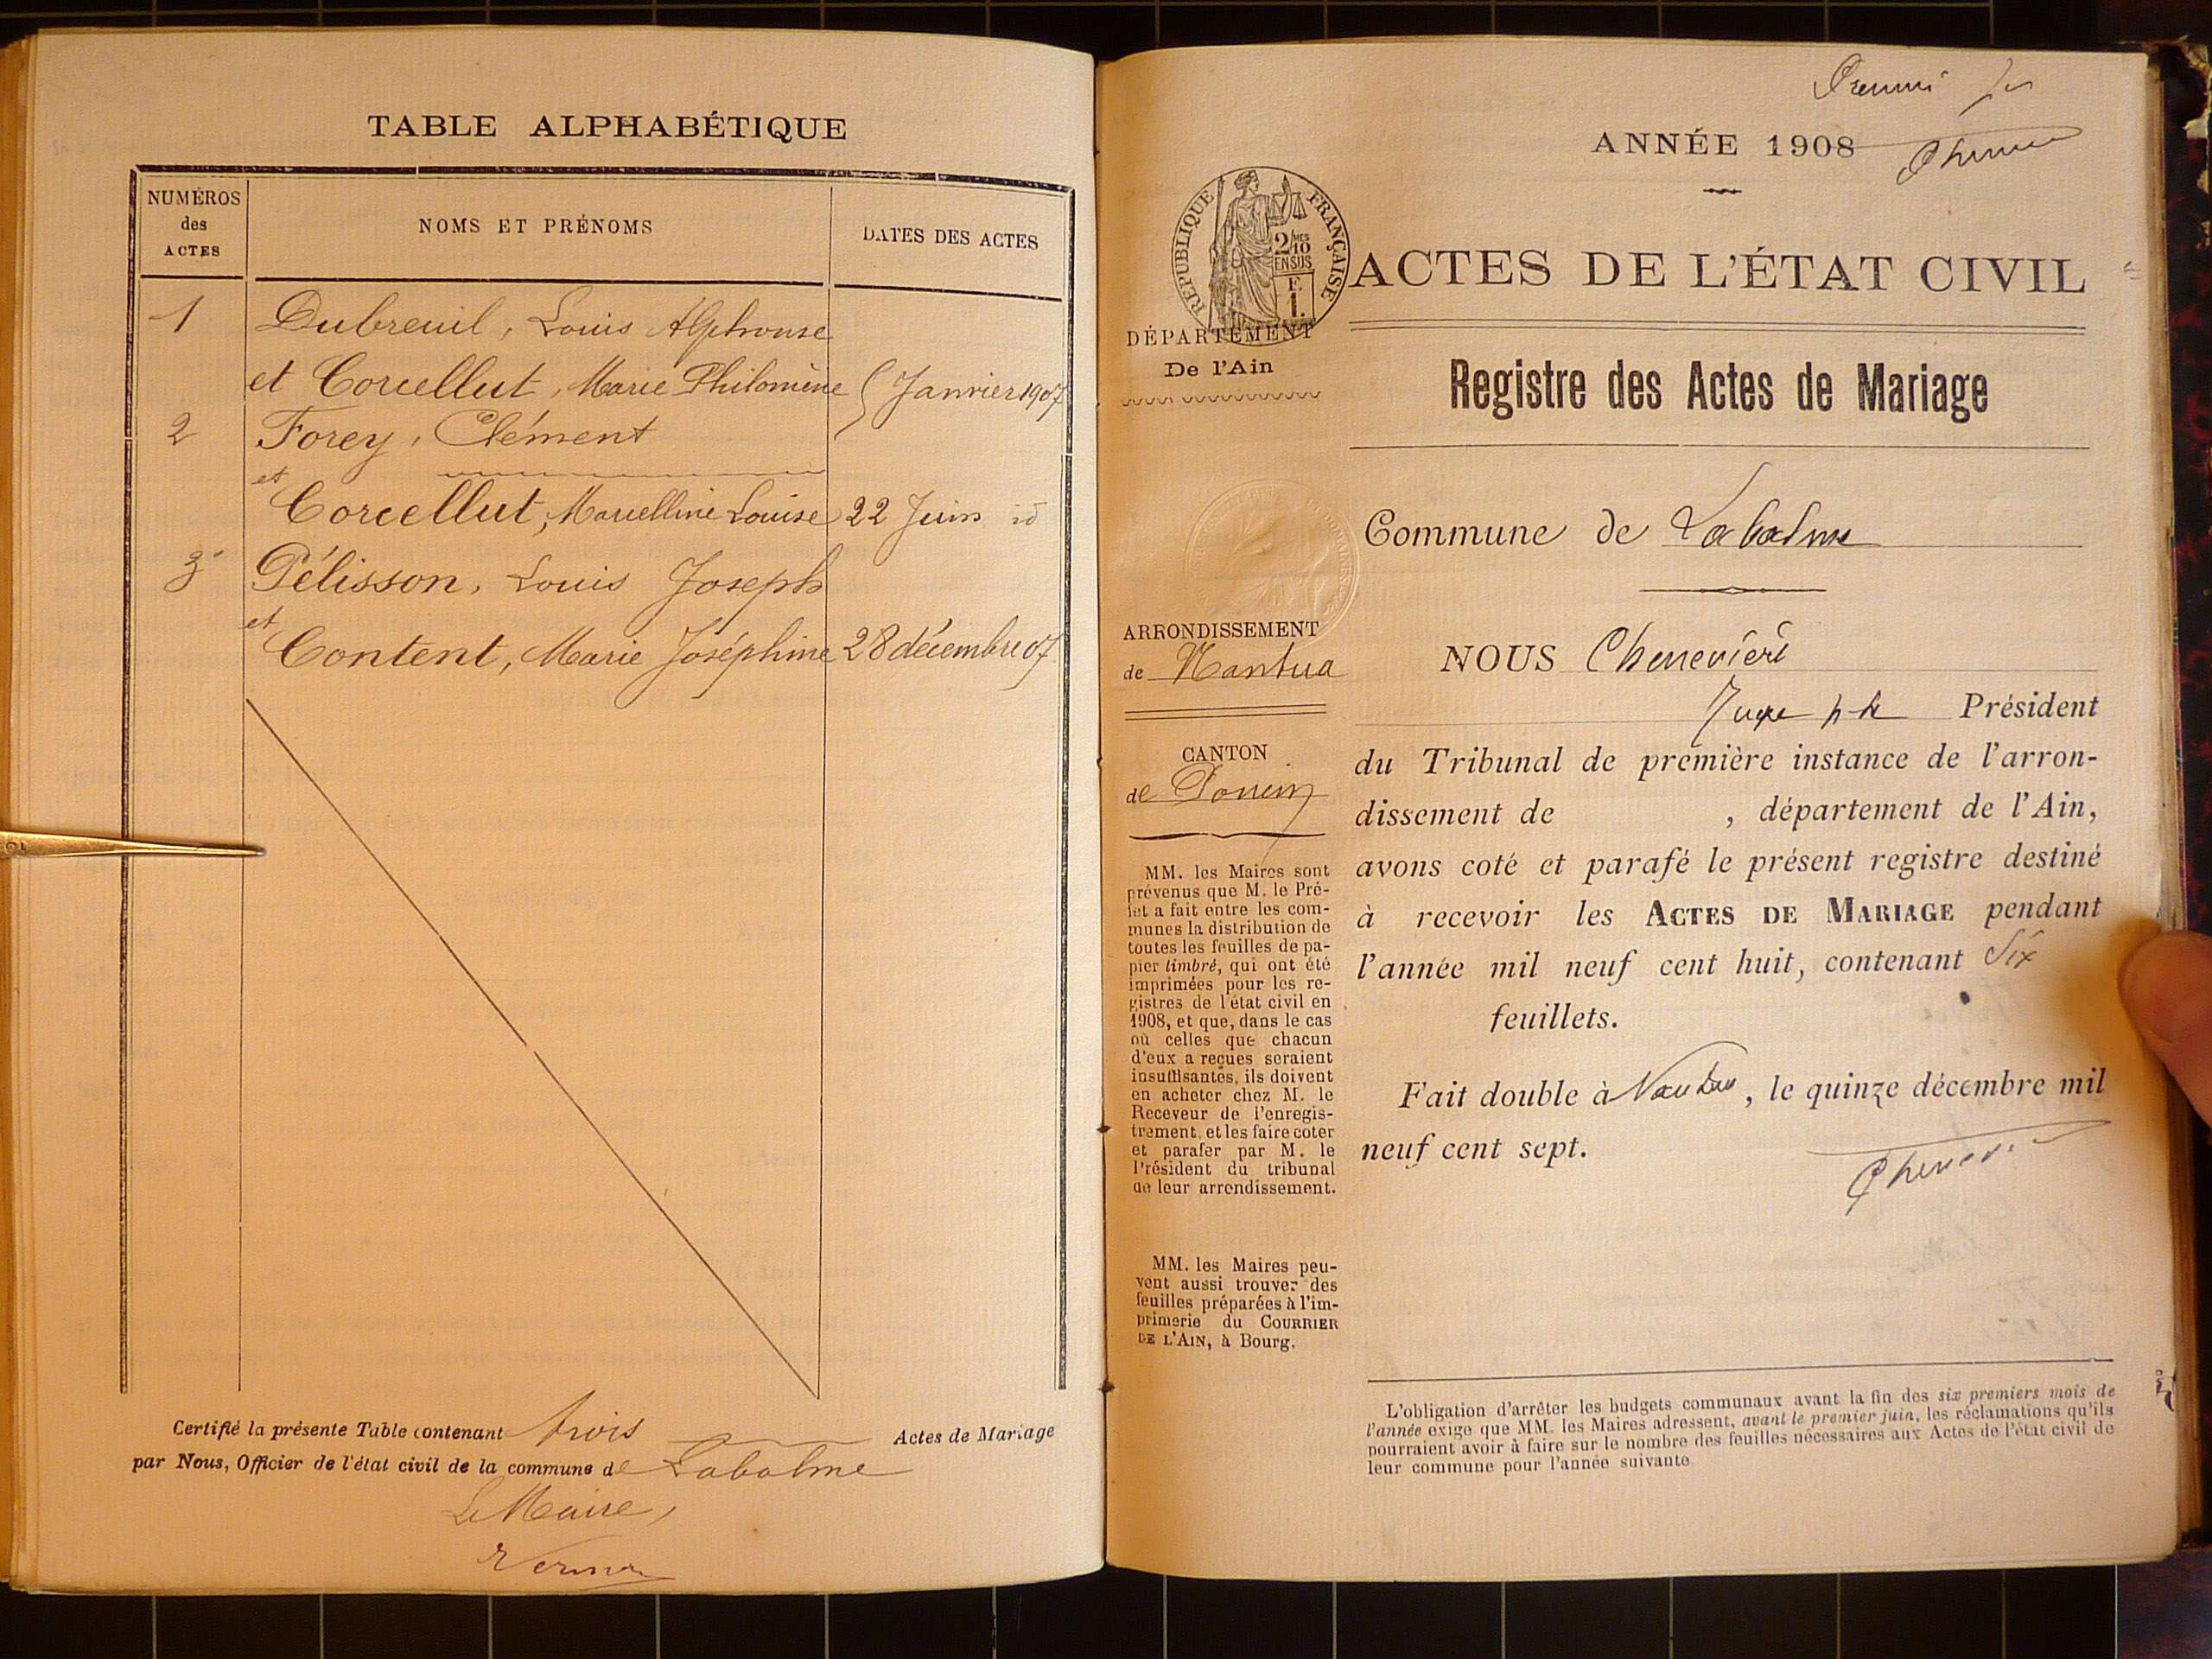 TABLE ALPHABÉTIQUE
NUMÉROS
des
ACTES
NOMS ET PRÉNOMS
DATES DES ACTES
1 Dubreuil, Louis Alphonse
et Corcellut, Marie Philomène Janvier 1907
2 Forey, Clément
et
Corcellut, Marcelline Louise 22 Juin id
3 Pélisson, Louis Joseph
et
Content, Marie Joséphine 28 décembre 07
Certifié la présente Table contenant trois Actes de Mariage
par Nous, Officier de l'état civil de la commune de Labalme
Le Maire,
ANNÉE 1908
RÉPUBLIQUE FRANÇAISE
2/10
EN SUS
F.
1.
ACTES DE L'ÉTAT CIVIL
DÉPARTEMENT
De l'Ain
Registre des Actes de Mariage
Commune de Labalme
ARRONDISSEMENT
de Nantua
CANTON
de
MM. les Maires sont
prévenus que M. le Pré-
fet a fait entre les com-
munes la distribution de
toutes les feuilles de pa-
pier timbré, qui ont été
imprimées pour les re-
gistres de l'état civil en
1908, et que, dans le cas
où celles que chacun
d'eux a reçues seraient
insuffisantes, ils doivent
en acheter chez M. le
Receveur de l'enregis-
trement, et les faire coter
et parafer par M. le
Président du tribunal
de leur arrondissement.
MM. les Maires peu-
vent aussi trouver des
feuilles préparées à l'im-
primerie du COURRIER
DE L'AIN, à Bourg.
NOUS Chenevière
Juge Président
du Tribunal de première instance de l'arron-
dissement de , département de l'Ain,
avons coté et parafé le présent registre destiné
à recevoir les ACTES DE MARIAGE pendant
l'année mil neuf cent huit, contenant Six
feuillets.
Fait double à Nantua, le quinze décembre mil
neuf cent sept.
L'obligation d'arrêter les budgets communaux avant la fin des six premiers mois de
l'année exige que MM. les Maires adressent, avant le premier juin, les réclamations qu'ils
pourraient avoir à faire sur le nombre des feuilles nécessaires aux Actes de l'état civil de
leur commune pour l'année suivante